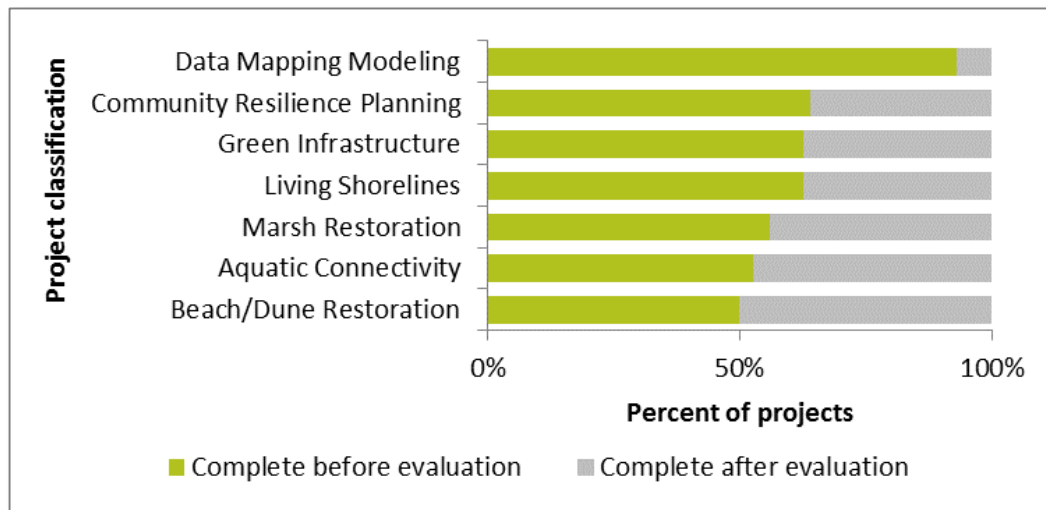 Project classification
Data Mapping Modeling
Community Resilience Planning
Green Infrastructure
Living Shorelines
Marsh Restoration
Aquatic Connectivity
Beach/Dune Restoration
0%
50%
100%
Percent of projects
Complete before evaluation
Complete after evaluation